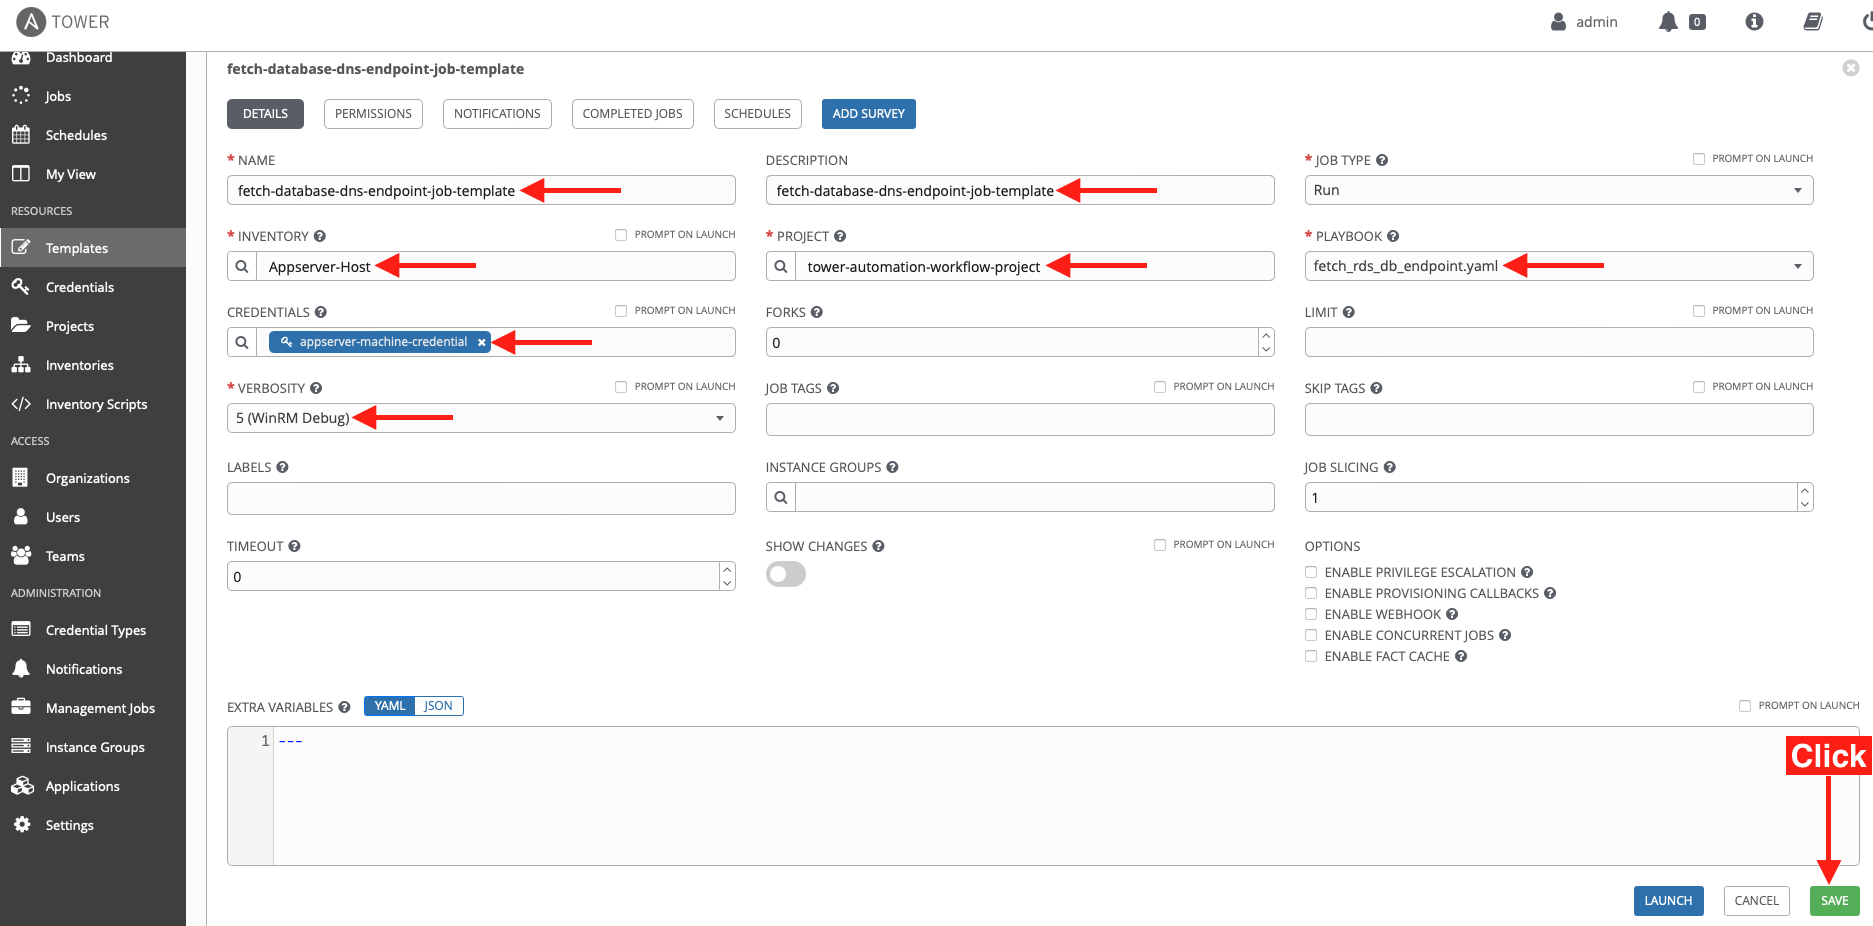 A TOWER
admin
0
Dashboard
Jobs
Schedules
My View
RESOURCES
Templates
Credentials
Projects
Inventories
Inventory Scripts
ACCESS
Organizations
Users
Teams
ADMINISTRATION
Credential Types
Notifications
Management Jobs
Instance Groups
Applications
Settings
fetch-database-dns-endpoint-job-template
DETAILS PERMISSIONS NOTIFICATIONS COMPLETED JOBS SCHEDULES ADD SURVEY
* NAME
fetch-database-dns-endpoint-job-template
DESCRIPTION
fetch-database-dns-endpoint-job-template
* JOB TYPE ? PROMPT ON LAUNCH
Run
* INVENTORY ? PROMPT ON LAUNCH
Appserver-Host
* PROJECT ?
tower-automation-workflow-project
* PLAYBOOK ?
fetch_rds_db_endpoint.yaml
CREDENTIALS ? PROMPT ON LAUNCH
appserver-machine-credential ×
FORKS ?
0
LIMIT ? PROMPT ON LAUNCH
* VERBOSITY ? PROMPT ON LAUNCH
5 (WinRM Debug)
JOB TAGS ? PROMPT ON LAUNCH
SKIP TAGS ? PROMPT ON LAUNCH
LABELS ?
INSTANCE GROUPS ?
JOB SLICING ?
1
TIMEOUT ?
0
SHOW CHANGES ? PROMPT ON LAUNCH
OPTIONS
ENABLE PRIVILEGE ESCALATION ?
ENABLE PROVISIONING CALLBACKS ?
ENABLE WEBHOOK ?
ENABLE CONCURRENT JOBS ?
ENABLE FACT CACHE ?
EXTRA VARIABLES ? YAML JSON PROMPT ON LAUNCH
1 ---
Click
LAUNCH CANCEL SAVE